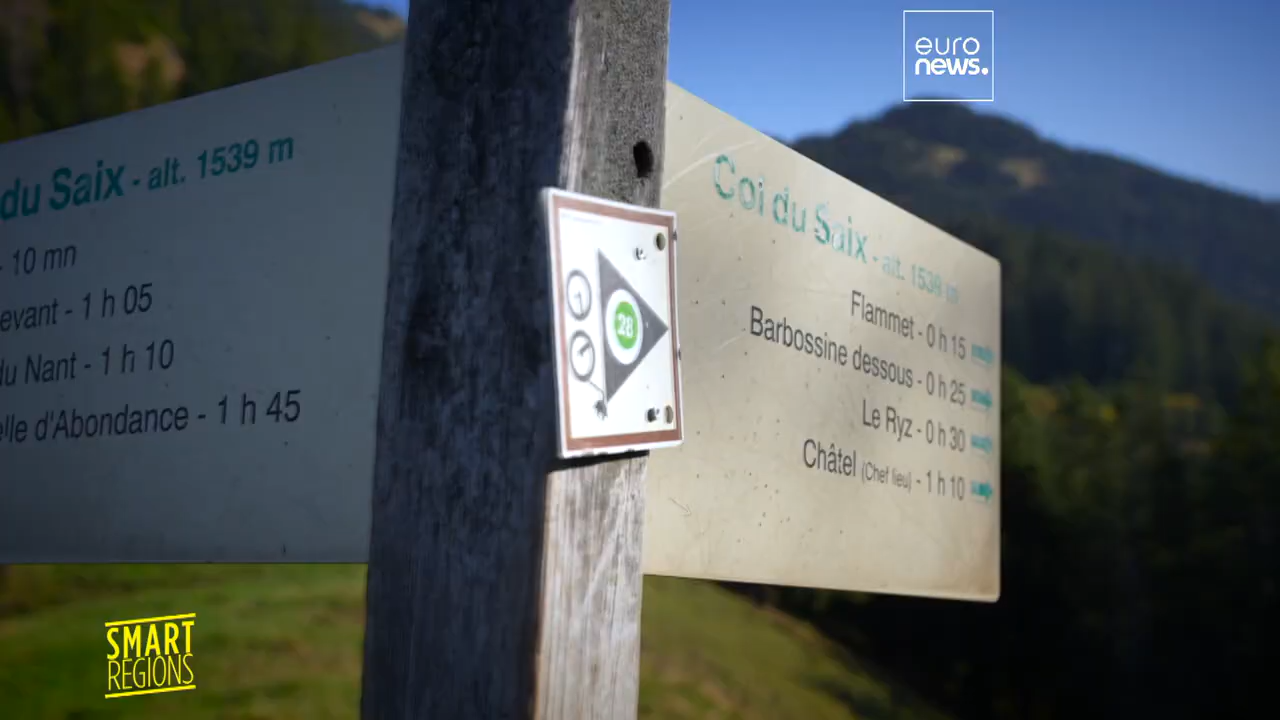 euro
news.
du Saix - alt. 1539 m
- 10 mn
evant - 1 h 05
du Nant - 1 h 10
elle d'Abondance - 1 h 45
28
Col du Saix - alt. 1539 m
Flammet - 0 h 15
Barbossine dessous - 0 h 25
Le Ryz - 0 h 30
Châtel (Chef lieu) - 1 h 10
SMART
REGIONS